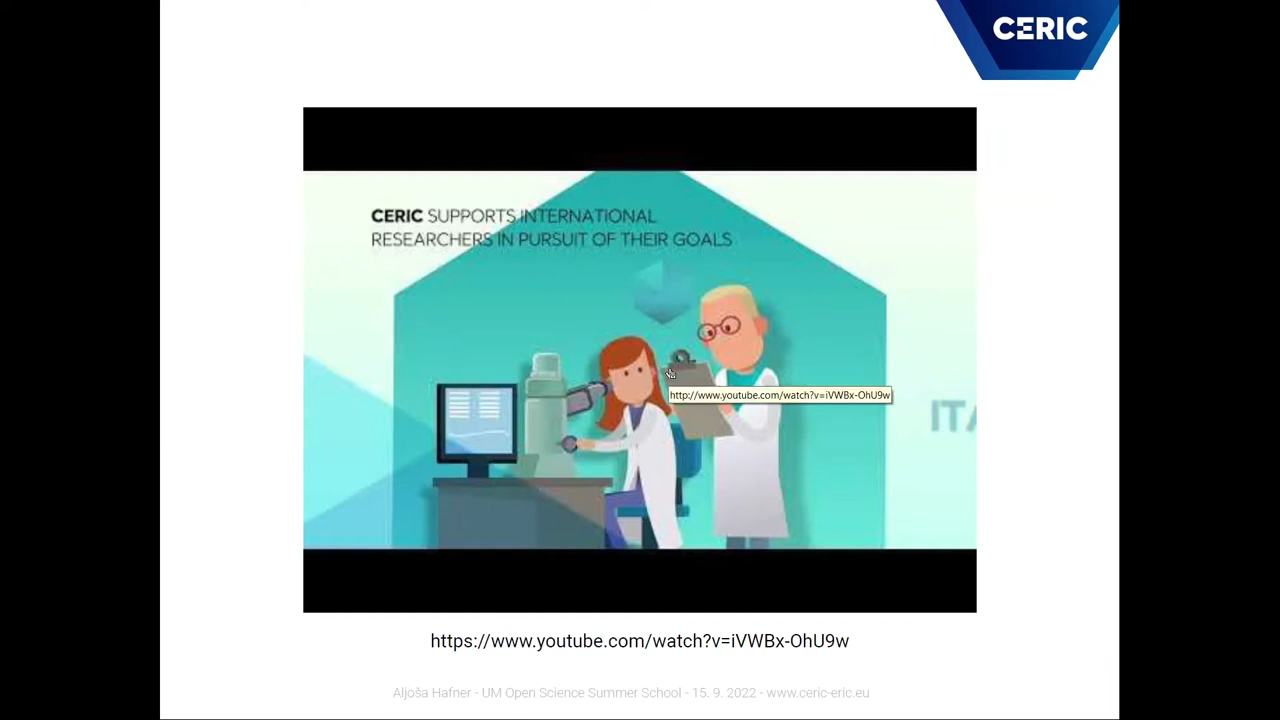 CERIC
CERIC SUPPORTS INTERNATIONAL
RESEARCHERS IN PURSUIT OF THEIR GOALS
http://www.youtube.com/watch?v=iVWBx-OhU9w
ITA
https://www.youtube.com/watch?v=iVWBx-OhU9w
Aljoša Hafner - UM Open Science Summer School - 15. 9. 2022 - www.ceric-eric.eu